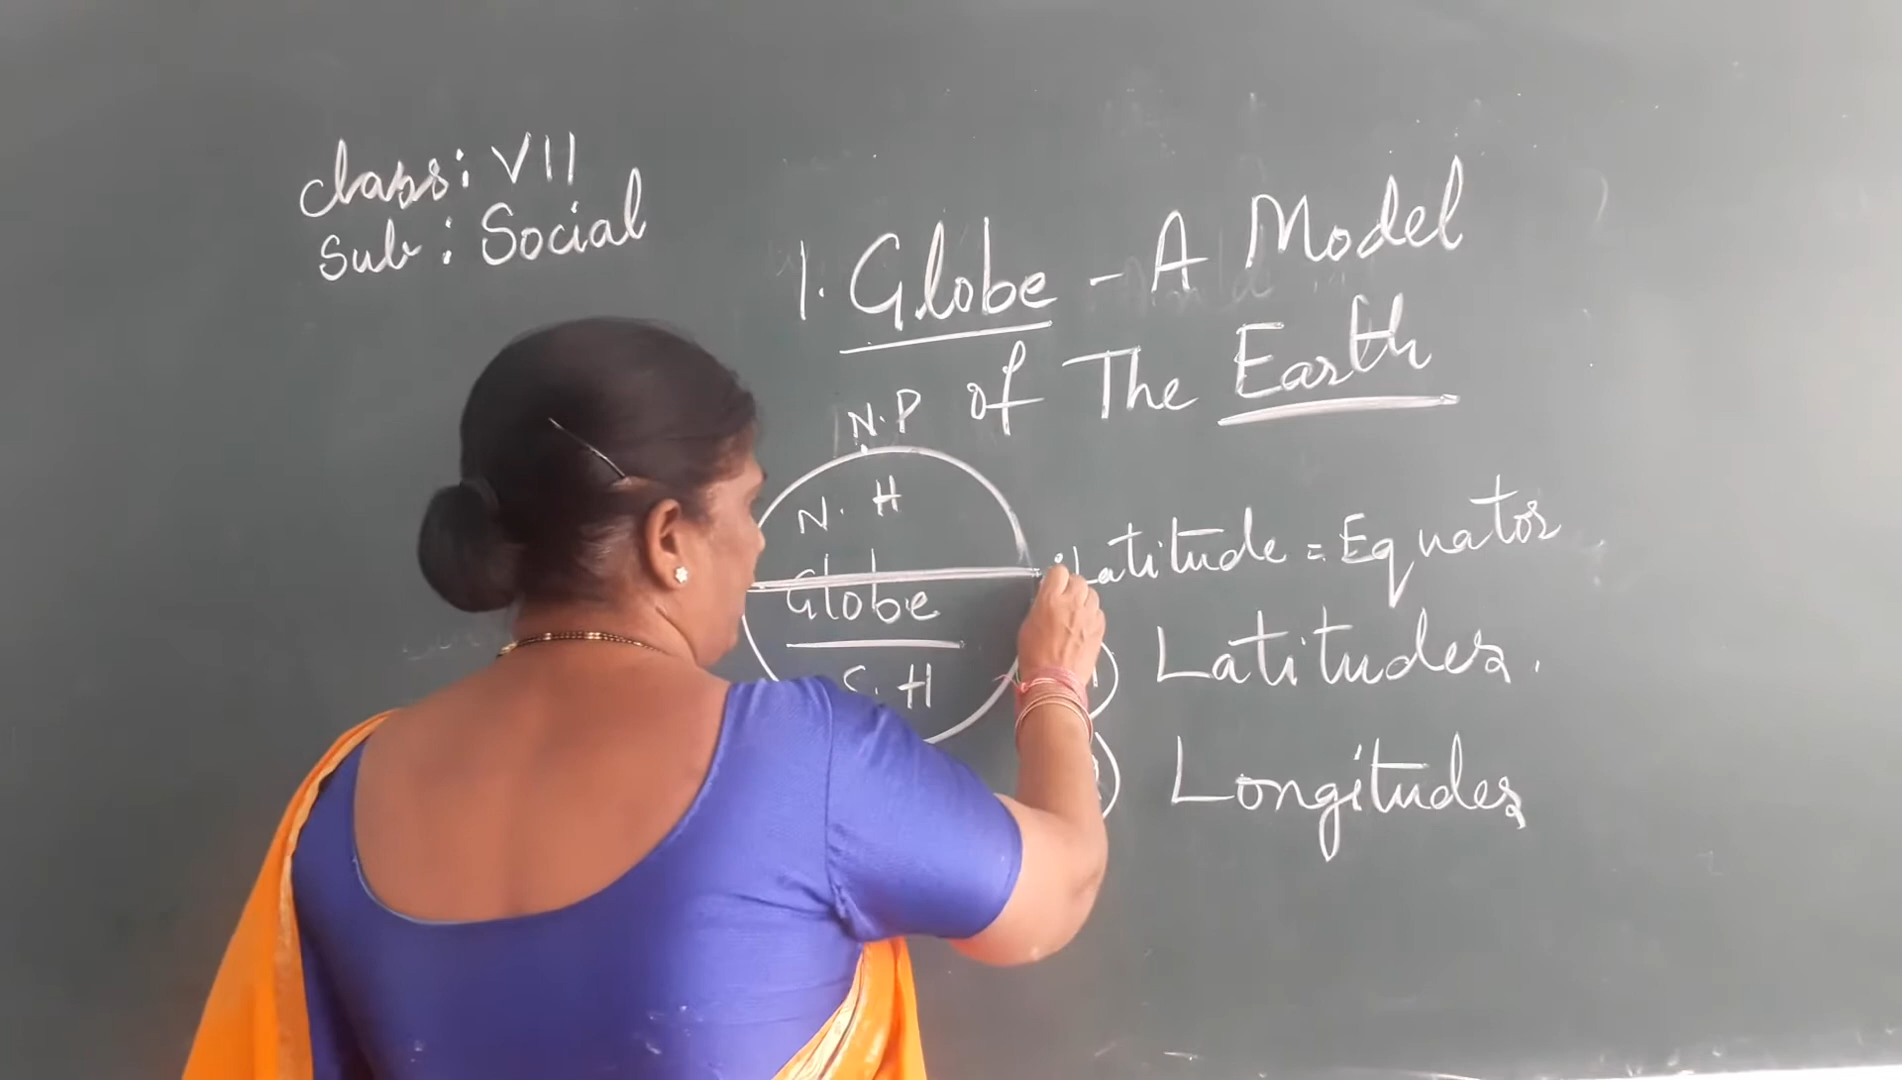 Class: VII
Sub: Social
1. Globe - A Model
of The Earth
N.P
N. H
Globe
S. H
Latitude = Equator
Latitudes.
Longitudes